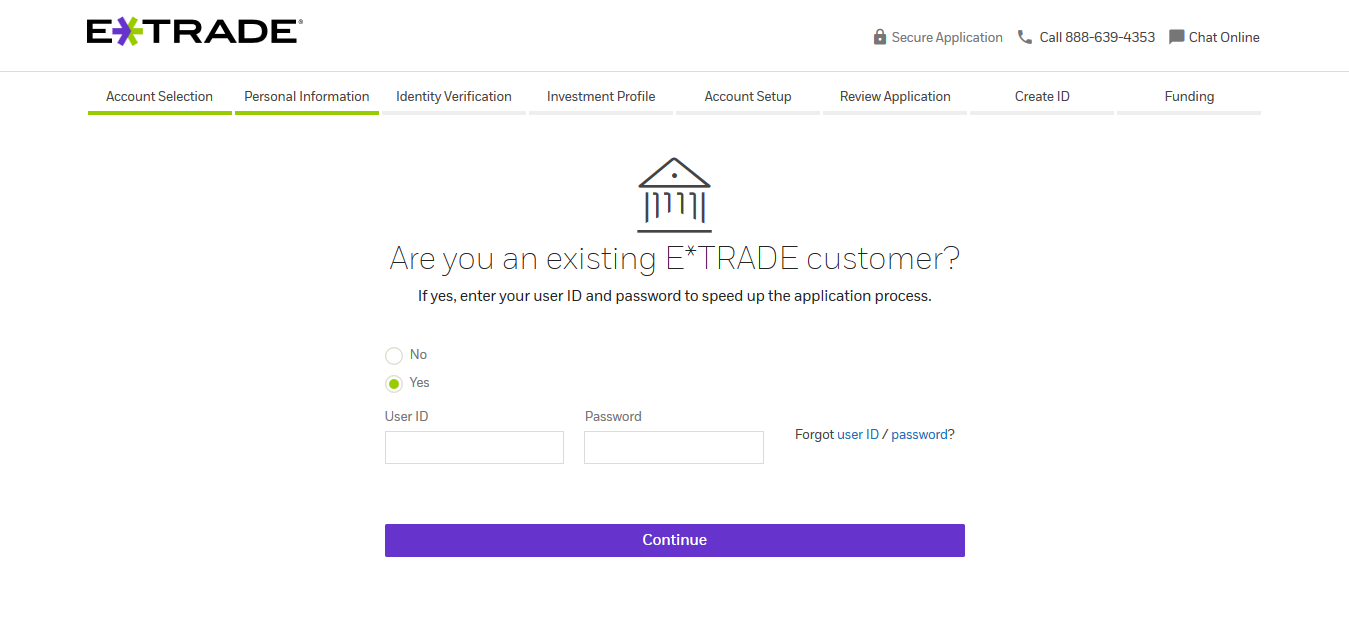 E*TRADE®
Secure Application Call 888-639-4353 Chat Online
Account Selection Personal Information Identity Verification Investment Profile Account Setup Review Application Create ID Funding
Are you an existing E*TRADE customer?
If yes, enter your user ID and password to speed up the application process.
No
Yes
User ID Password
Forgot user ID / password?
Continue